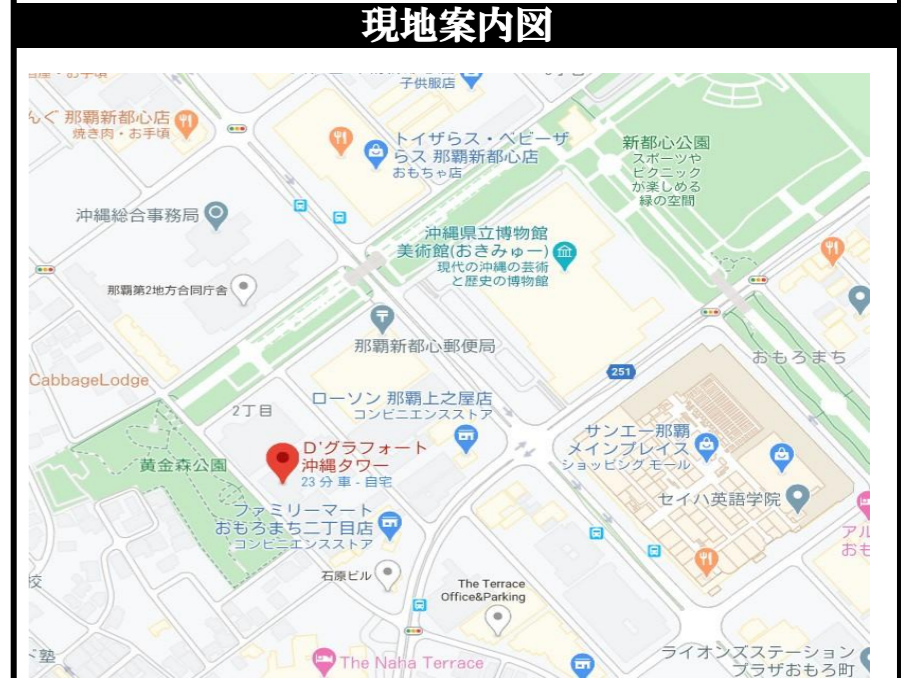 現地案内図
子供服店
んぐ 那覇新都心店
焼き肉・お手頃
トイザらス・ベビーザ
らス 那覇新都心店
おもちゃ店
新都心公園
スポーツや
ピクニック
が楽しめる
緑の空間
沖縄総合事務局
沖縄県立博物館
美術館(おきみゅー)
現代の沖縄の芸術
と歴史の博物館
那覇第2地方合同庁舎
那覇新都心郵便局
おもろまち
251
CabbageLodge
ローソン 那覇上之屋店
コンビニエンスストア
2丁目
サンエー那覇
メインプレイス
ショッピング モール
D'グラフォート
沖縄タワー
23 分 車 - 自宅
黄金森公園
セイハ英語学院
ファミリーマート
おもろまち二丁目店
コンビニエンスストア
アル
おも
石原ビル
校
The Terrace
Office&Parking
塾
The Naha Terrace
ライオンズステーション
プラザおもろ町